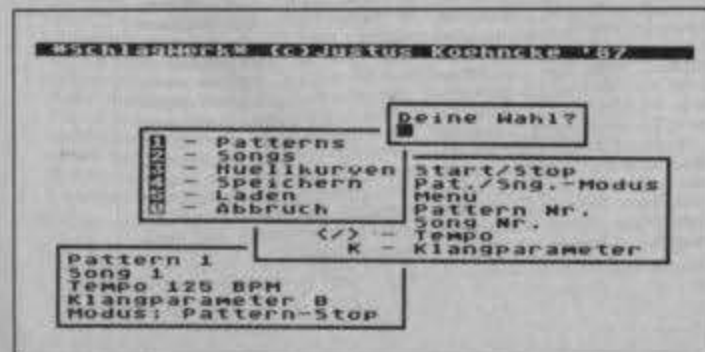 *SchlagWerk* (c)Justus Koehncke '87
Deine Wahl?
1 - Patterns
2 - Songs
3 - Huellkurven
4 - Speichern
5 - Laden
0 - Abbruch
Start/Stop
Pat./Sng.-Modus
Menü
Pattern Nr.
Song Nr.
</> - Tempo
K - Klangparameter
Pattern 1
Song 1
Tempo 125 BPM
Klangparameter B
Modus: Pattern-Stop